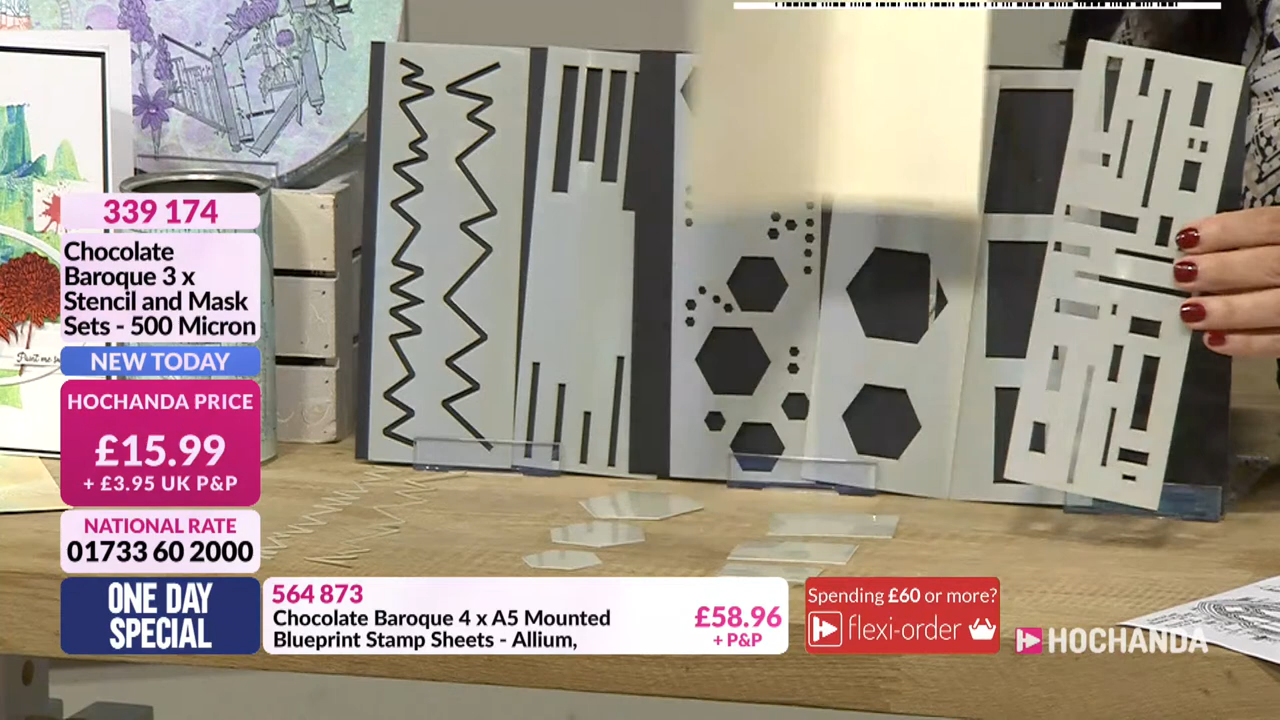 339 174
Chocolate
Baroque 3 x
Stencil and Mask
Sets - 500 Micron
NEW TODAY
HOCHANDA PRICE
£15.99
+ £3.95 UK P&P
NATIONAL RATE
01733 60 2000
ONE DAY
SPECIAL
564 873
Chocolate Baroque 4 x A5 Mounted
Blueprint Stamp Sheets - Allium,
£58.96
+ P&P
Spending £60 or more?
flexi-order
HOCHANDA